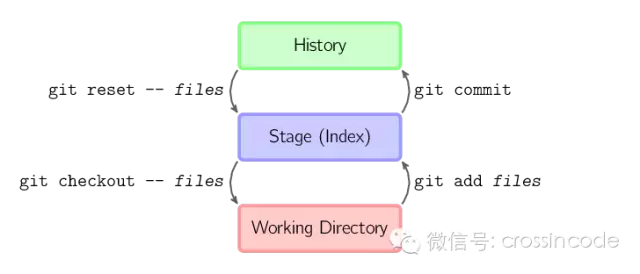 History
git reset -- files
git commit
Stage (Index)
git checkout -- files
git add files
Working Directory
微信号: crossincode